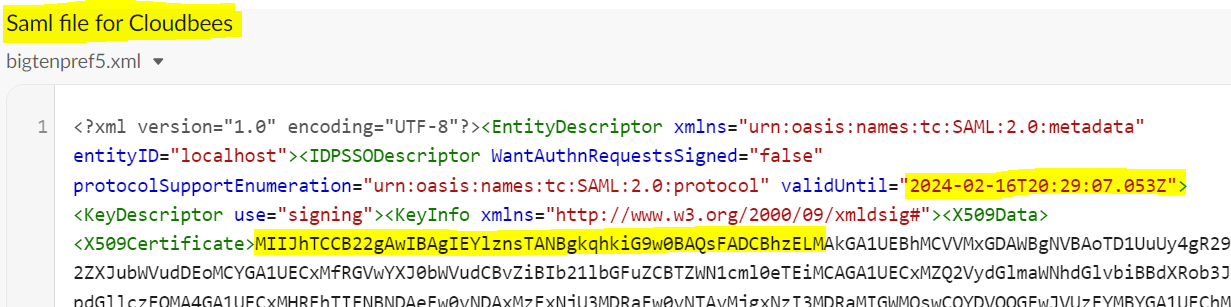 Saml file for Cloudbees
bigtenpref5.xml
1 <?xml version="1.0" encoding="UTF-8"?><EntityDescriptor xmlns="urn:oasis:names:tc:SAML:2.0:metadata"
entityID="localhost"><IDPSSODescriptor WantAuthnRequestsSigned="false"
protocolSupportEnumeration="urn:oasis:names:tc:SAML:2.0:protocol" validUntil="2024-02-16T20:29:07.053Z">
<KeyDescriptor use="signing"><KeyInfo xmlns="http://www.w3.org/2000/09/xmldsig#"><X509Data>
<X509Certificate>MIIJhTCCB22gAwIBAgIEYlznsTANBgkqhkiG9w0BAQsFADCBhzELMAkGA1UEBhMCVVMxGDAWBgNVBAoTD1UuUy4gR29
2ZXJubWVudDEoMCYGA1UECxMfRGVwYXJ0bWVudCBvZiBIb21lbGFuZCBTZWN1cml0eTEiMCAGA1UECxMZQ2VydGlmaWNhdGlvbiBBdXRob3J